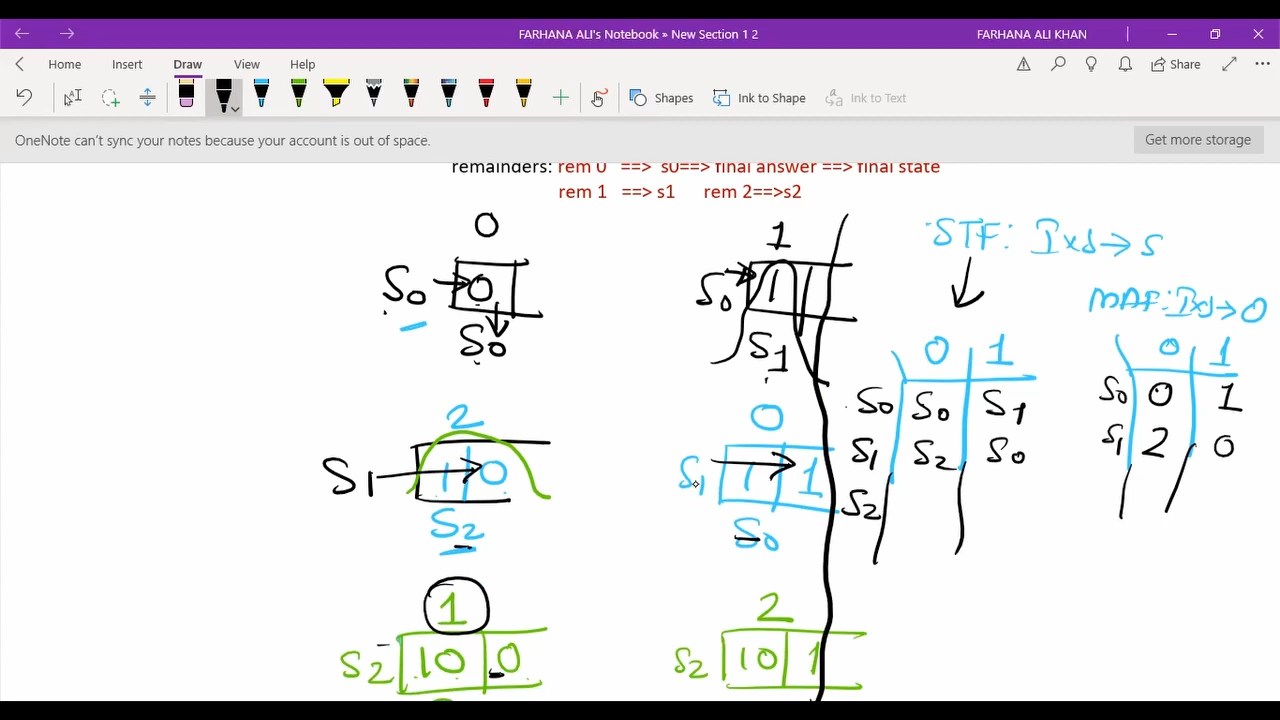 FARHANA ALI's Notebook » New Section 1 2
FARHANA ALI KHAN
Home Insert Draw View Help
Share
Shapes Ink to Shape Ink to Text
OneNote can't sync your notes because your account is out of space.
Get more storage
remainders: rem 0 ==> s0==> final answer ==> final state
rem 1 ==> s1 rem 2==>s2
0
S0 0
S0
1
S0 1
S1
STF: I×S→S
MAF: I×S→O
0 1
S0 S0 S1
S1 S2 S0
S2
0 1
S0 0 1
S1 2 0
2
S1 1 0
S2
0
S1 1 1
S0
1
S2 10 0
2
S2 10 1